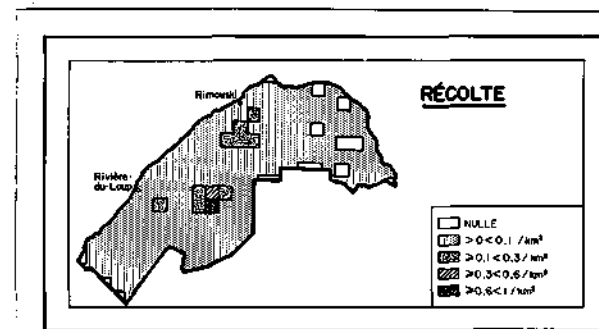 Rimouski
RÉCOLTE
Rivière-
du-Loup
NULLE
>0<0.1/km²
≥0,1<0.3/km²
≥0.3<0.6/km²
≥0,6<1/km²